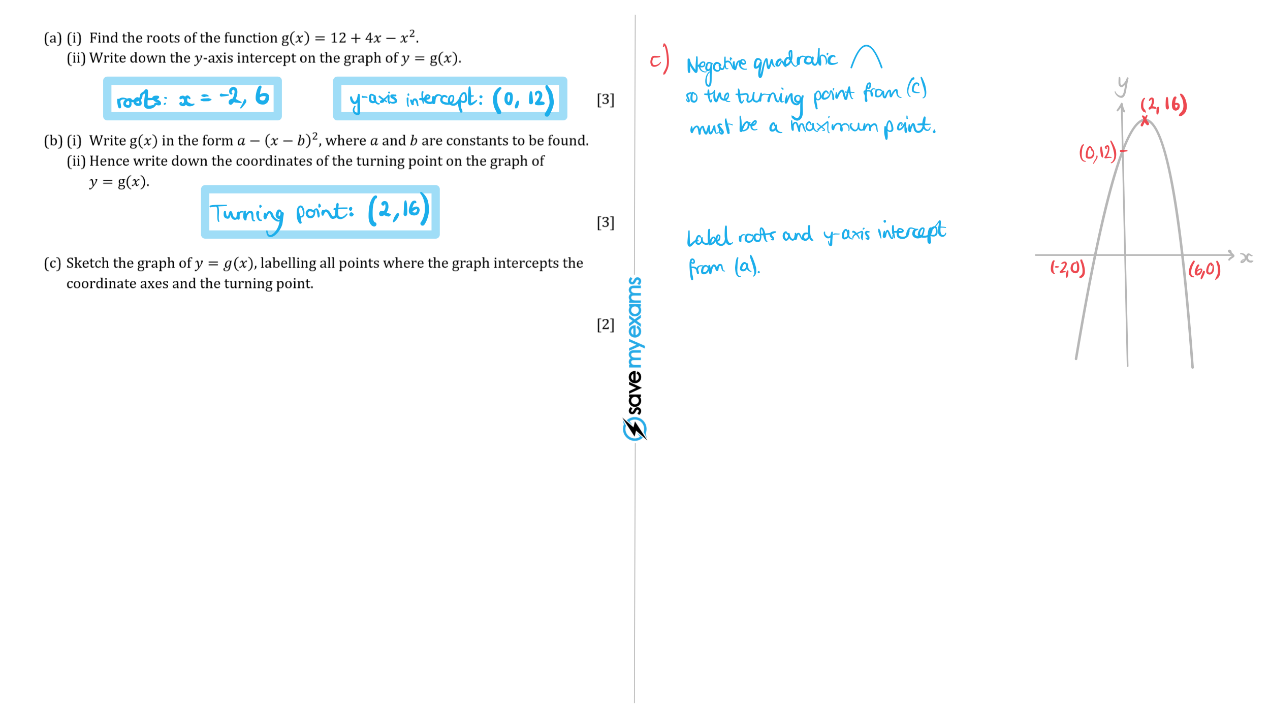 (a) (i) Find the roots of the function g(x) = 12 + 4x − x².
(ii) Write down the y-axis intercept on the graph of y = g(x).
roots: x = -2, 6
y-axis intercept: (0, 12)
[3]
(b) (i) Write g(x) in the form a − (x − b)², where a and b are constants to be found.
(ii) Hence write down the coordinates of the turning point on the graph of
y = g(x).
Turning point: (2,16)
[3]
(c) Sketch the graph of y = g(x), labelling all points where the graph intercepts the
coordinate axes and the turning point.
[2]
save my exams
c) Negative quadratic
so the turning point from (c)
must be a maximum point.
Label roots and y-axis intercept
from (a).
y
(2,16)
(0,12)
x
(-2,0)
(6,0)